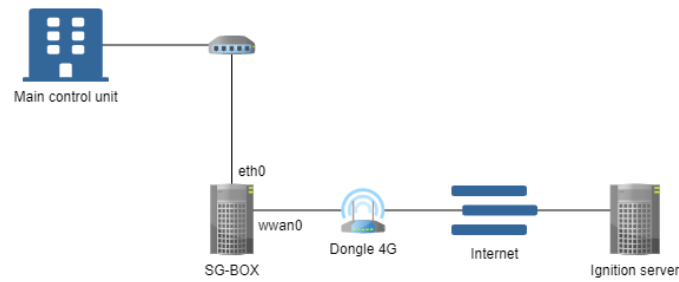 Main control unit
eth0
wwan0
SG-BOX
Dongle 4G
Internet
Ignition server